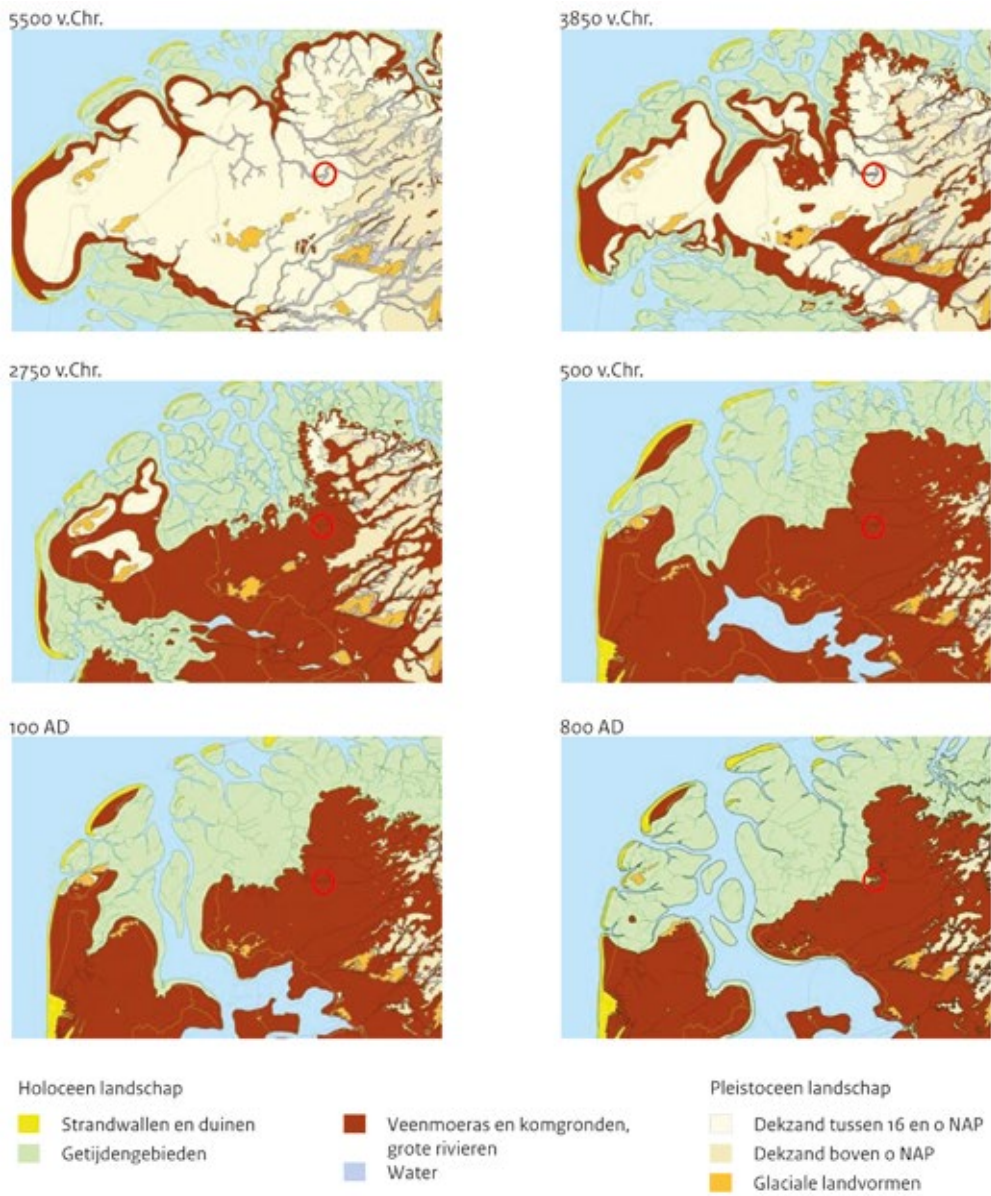 5500 v.Chr.
3850 v.Chr.
2750 v.Chr.
500 v.Chr.
100 AD
800 AD
Holoceen landschap
Strandwallen en duinen
Getijdengebieden
Veenmoeras en komgronden,
grote rivieren
Water
Pleistoceen landschap
Dekzand tussen 16 en 0 NAP
Dekzand boven 0 NAP
Glaciale landvormen